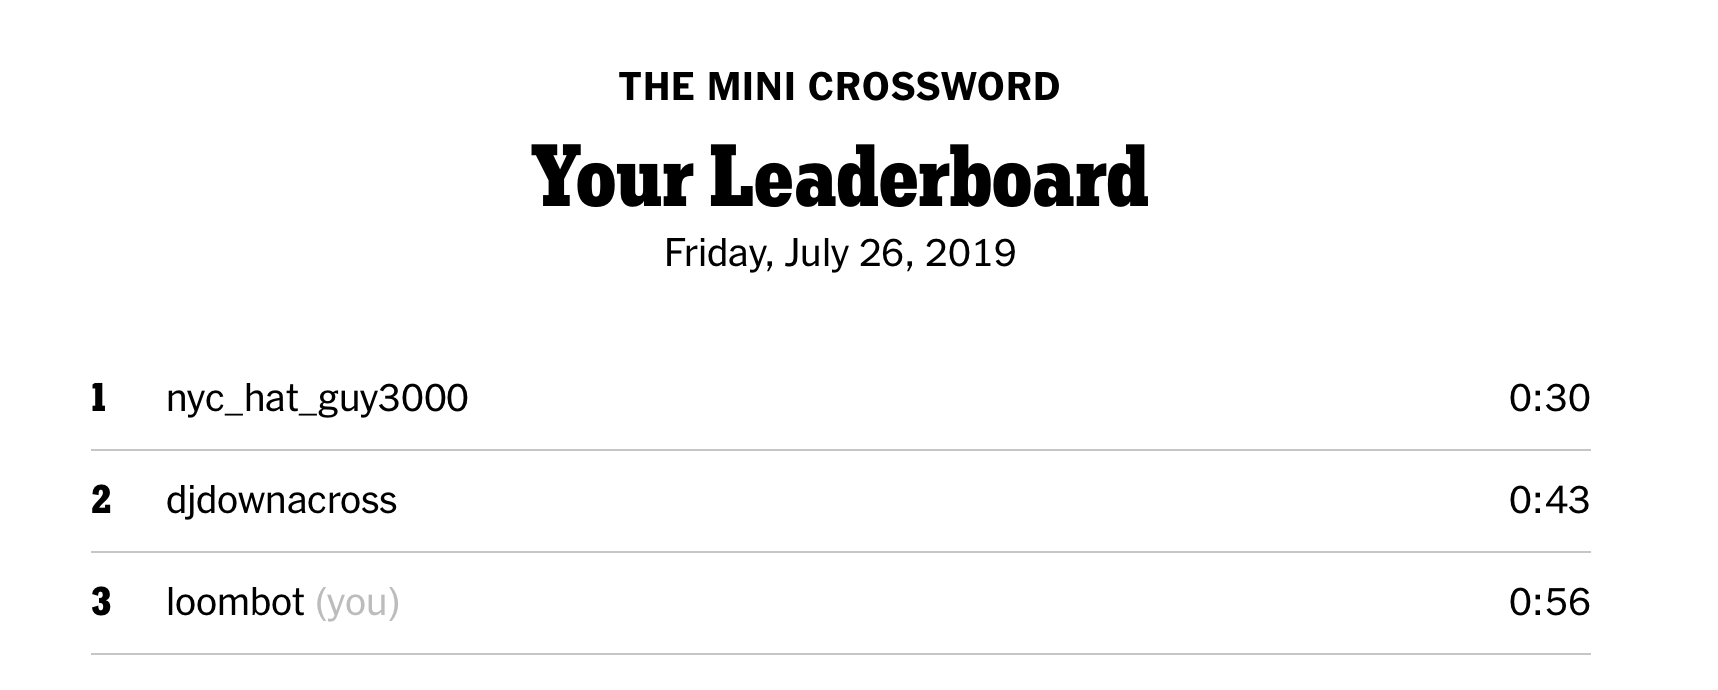 THE MINI CROSSWORD
Your Leaderboard
Friday, July 26, 2019
1 nyc_hat_guy3000 0:30
2 djdownacross 0:43
3 loombot (you) 0:56